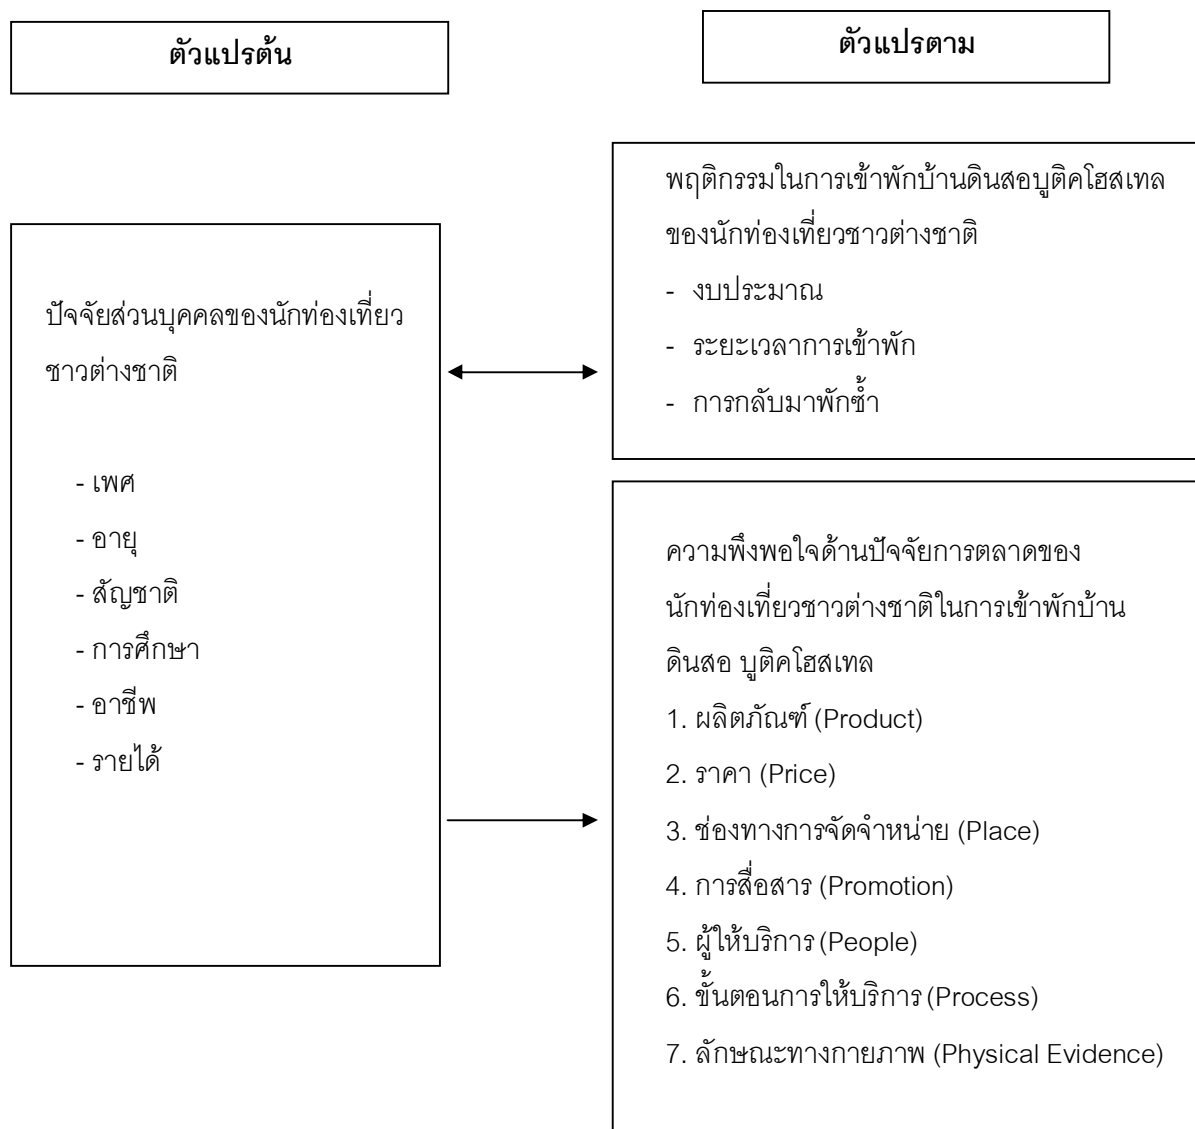 ตัวแปรต้น
ตัวแปรตาม
ปัจจัยส่วนบุคคลของนักท่องเที่ยว
ชาวต่างชาติ
- เพศ
- อายุ
- สัญชาติ
- การศึกษา
- อาชีพ
- รายได้
พฤติกรรมในการเข้าพักบ้านดินสอบูติคโฮสเทล
ของนักท่องเที่ยวชาวต่างชาติ
- งบประมาณ
- ระยะเวลาการเข้าพัก
- การกลับมาพักซ้ำ
ความพึงพอใจด้านปัจจัยการตลาดของ
นักท่องเที่ยวชาวต่างชาติในการเข้าพักบ้าน
ดินสอ บูติคโฮสเทล
1. ผลิตภัณฑ์ (Product)
2. ราคา (Price)
3. ช่องทางการจัดจำหน่าย (Place)
4. การสื่อสาร (Promotion)
5. ผู้ให้บริการ (People)
6. ขั้นตอนการให้บริการ (Process)
7. ลักษณะทางกายภาพ (Physical Evidence)